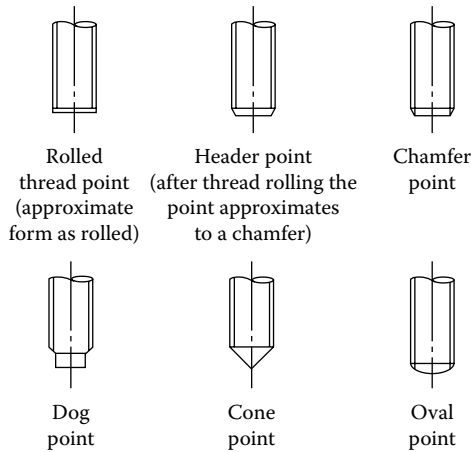 Rolled
thread point
(approximate
form as rolled)
Header point
(after thread rolling the
point approximates
to a chamfer)
Chamfer
point
Dog
point
Cone
point
Oval
point